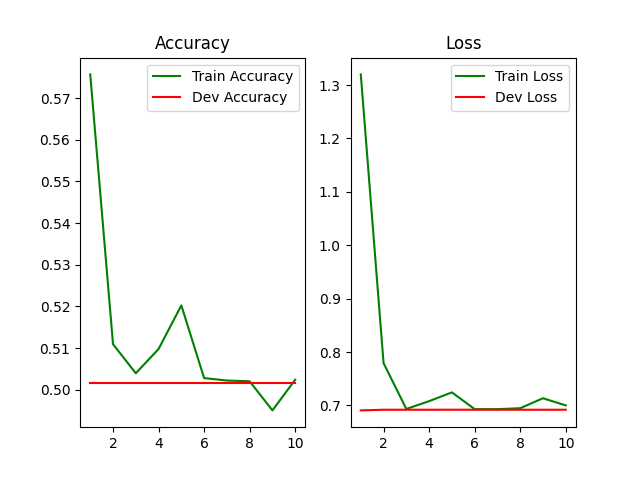 Accuracy
Train Accuracy
Dev Accuracy
0.57
0.56
0.55
0.54
0.53
0.52
0.51
0.50
2 4 6 8 10
Loss
Train Loss
Dev Loss
1.3
1.2
1.1
1.0
0.9
0.8
0.7
2 4 6 8 10